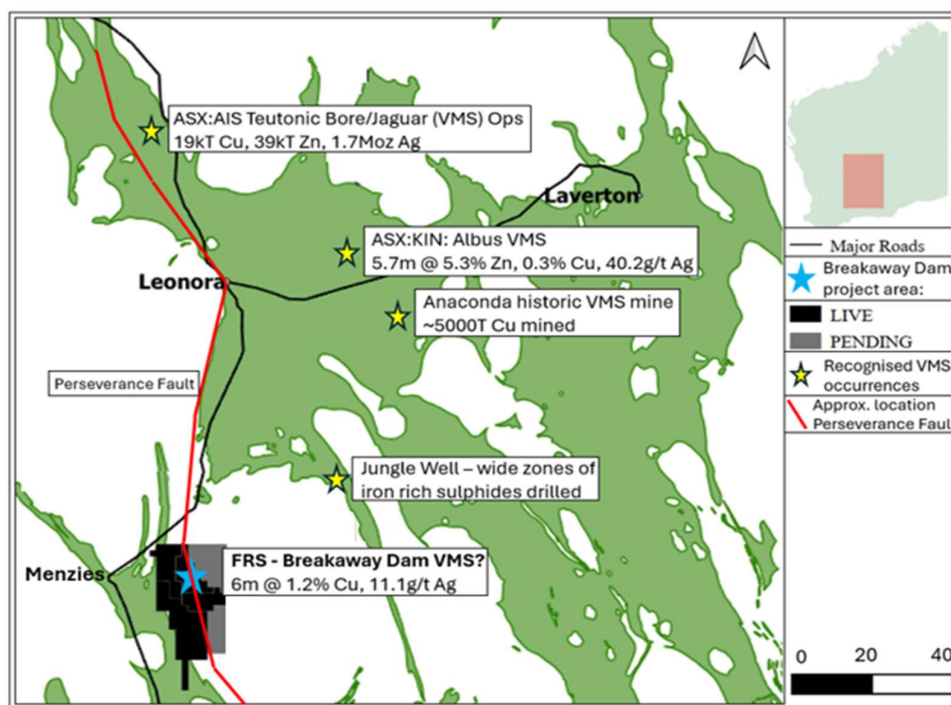 ASX:AIS Teutonic Bore/Jaguar (VMS) Ops
19kT Cu, 39kT Zn, 1.7Moz Ag
Laverton
ASX:KIN: Albus VMS
5.7m @ 5.3% Zn, 0.3% Cu, 40.2g/t Ag
Leonora
Anaconda historic VMS mine
~5000T Cu mined
Perseverance Fault
Jungle Well – wide zones of
iron rich sulphides drilled
Menzies
FRS - Breakaway Dam VMS?
6m @ 1.2% Cu, 11.1g/t Ag
Major Roads
Breakaway Dam
project area:
LIVE
PENDING
Recognised VMS
occurrences
Approx. location
Perseverance Faul
0 20 40